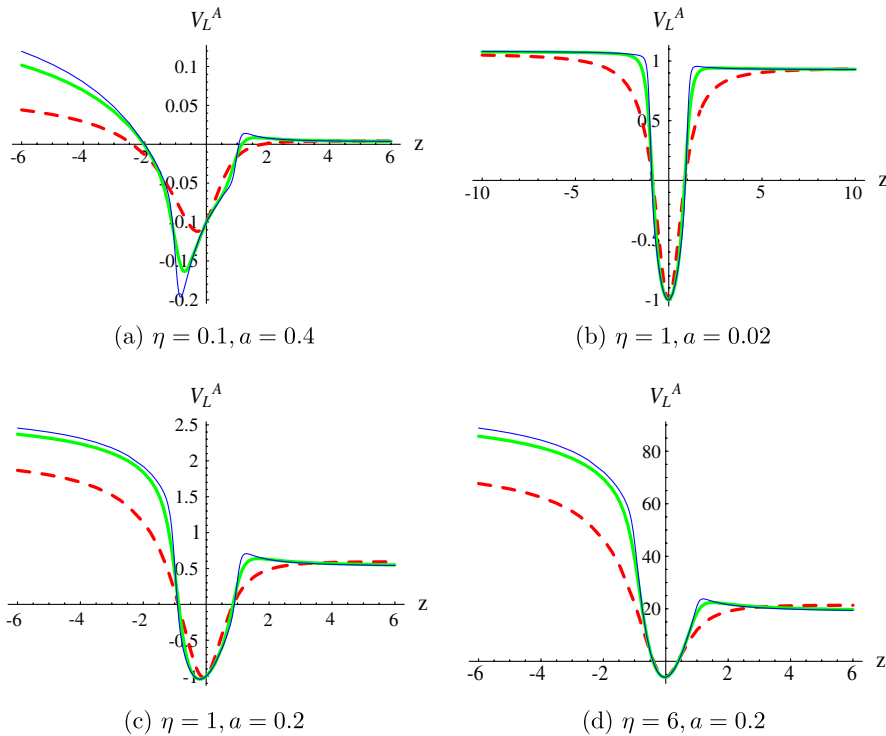 V_L^A V_L^A
0.1 1
0.05 0.5
-6 -4 -2 2 4 6 z -10 -5 5 10 z
-0.05
-0.1 -0.5
-0.15
-0.2 -1
(a) η = 0.1, a = 0.4 (b) η = 1, a = 0.02
V_L^A V_L^A
2.5 80
2 60
1.5 40
1 20
0.5
-6 -4 -2 2 4 6 z -6 -4 -2 2 4 6 z
-0.5
-1
(c) η = 1, a = 0.2 (d) η = 6, a = 0.2